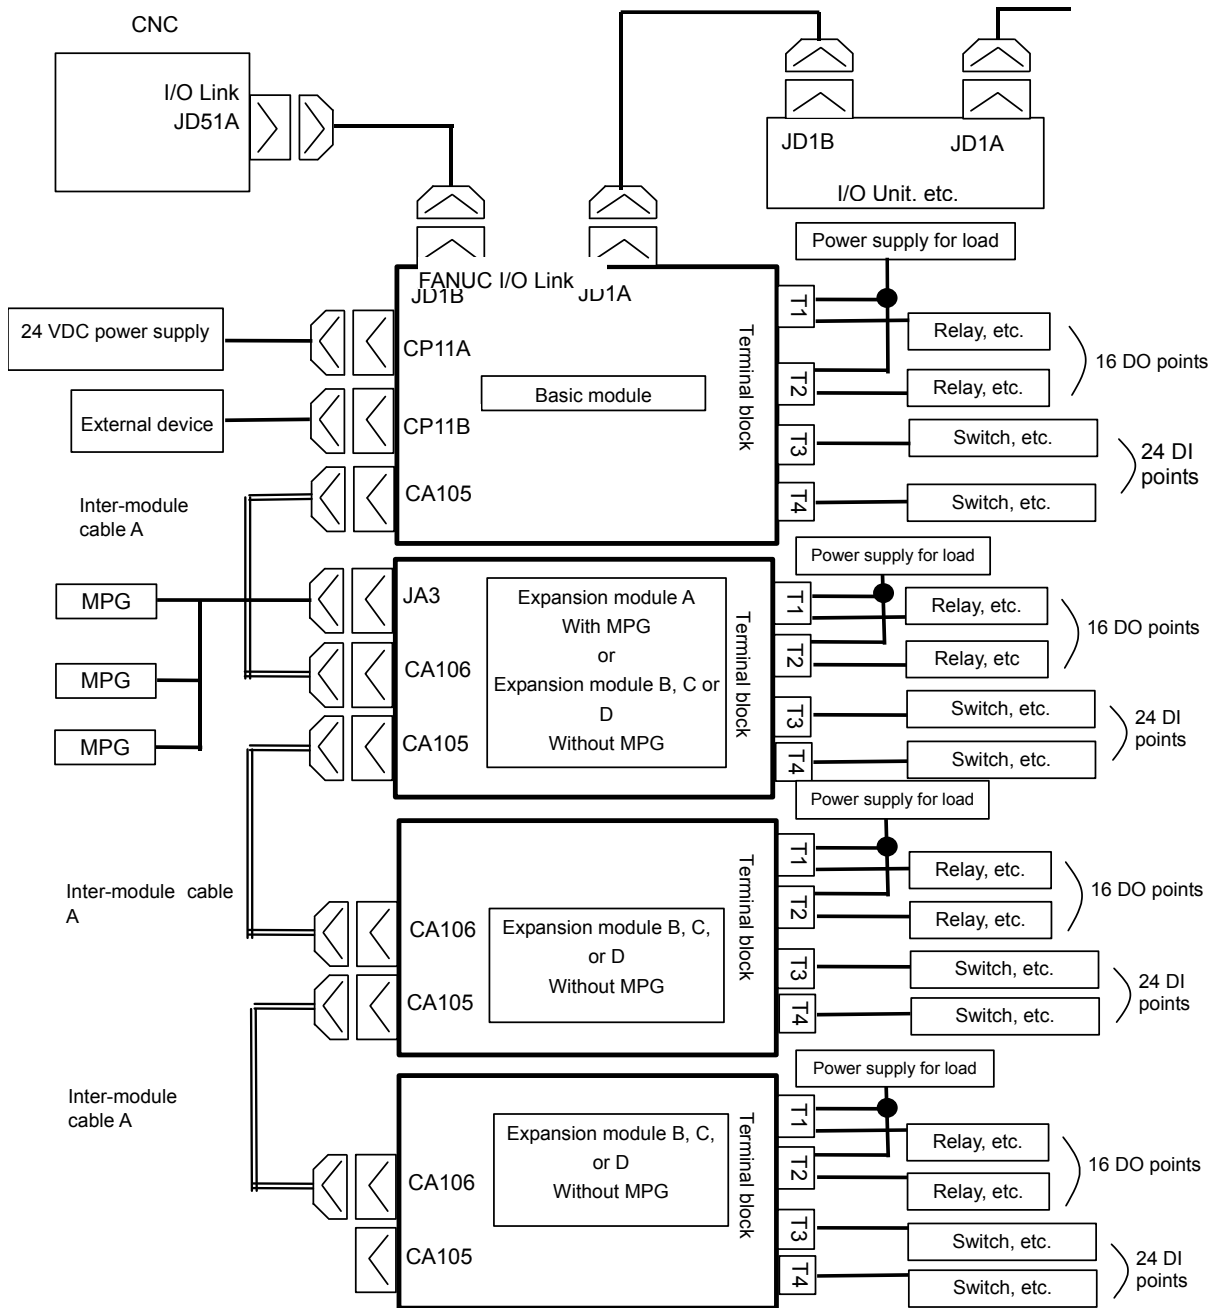 CNC
I/O Link
JD51A
JD1B
JD1A
I/O Unit. etc.
Power supply for load
FANUC I/O Link
JD1B
JD1A
24 VDC power supply
CP11A
External device
CP11B
Basic module
Inter-module
cable A
CA105
Terminal block
T1
T2
T3
T4
Relay, etc.
Relay, etc.
16 DO points
Switch, etc.
Switch, etc.
24 DI
points
Power supply for load
MPG
MPG
MPG
JA3
CA106
CA105
Expansion module A
With MPG
or
Expansion module B, C or
D
Without MPG
Terminal block
T1
T2
T3
T4
Relay, etc.
Relay, etc
16 DO points
Switch, etc.
Switch, etc.
24 DI
points
Power supply for load
Inter-module cable
A
CA106
CA105
Expansion module B, C,
or D
Without MPG
Terminal block
T1
T2
T3
T4
Relay, etc.
Relay, etc.
16 DO points
Switch, etc.
Switch, etc.
24 DI
points
Power supply for load
Inter-module
cable A
CA106
CA105
Expansion module B, C,
or D
Without MPG
Terminal block
T1
T2
T3
T4
Relay, etc.
Relay, etc.
16 DO points
Switch, etc.
Switch, etc.
24 DI
points